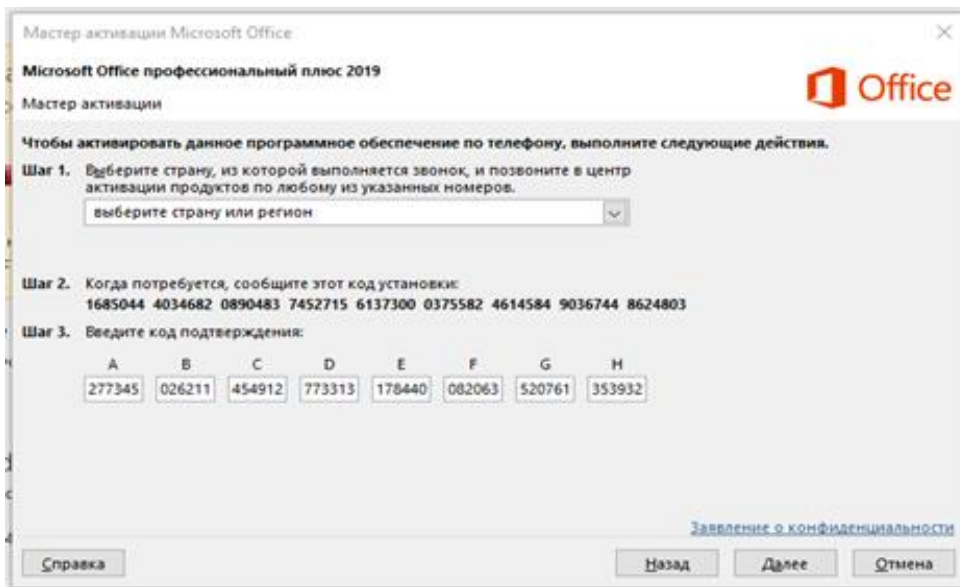 Мастер активации Microsoft Office
Microsoft Office профессиональный плюс 2019
Office
Мастер активации
Чтобы активировать данное программное обеспечение по телефону, выполните следующие действия.
Шаг 1. Выберите страну, из которой выполняется звонок, и позвоните в центр
активации продуктов по любому из указанных номеров.
выберите страну или регион
Шаг 2. Когда потребуется, сообщите этот код установки:
1685044 4034682 0890483 7452715 6137300 0375582 4614584 9036744 8624803
Шаг 3. Введите код подтверждения:
A B C D E F G H
277345 026211 454912 773313 178440 082063 520761 353932
Заявление о конфиденциальности
Справка Назад Далее Отмена